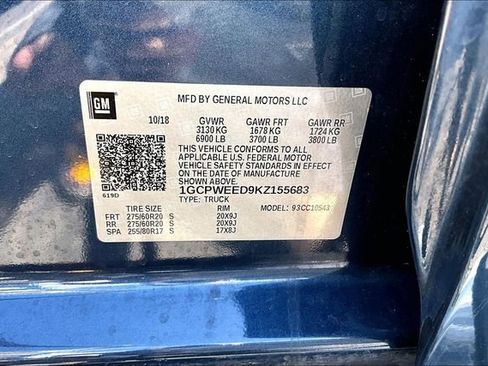 GM
MFD BY GENERAL MOTORS LLC
10/18 GVWR GAWR FRT GAWR RR
3130 KG 1678 KG 1724 KG
6900 LB 3700 LB 3800 LB
THIS VEHICLE CONFORMS TO ALL
APPLICABLE U.S. FEDERAL MOTOR
VEHICLE SAFETY STANDARDS IN EFFECT
ON THE DATE OF MANUFACTURE SHOWN ABOVE.
619D
1GCPWEED9KZ155683
TYPE: TRUCK
TIRE SIZE RIM MODEL: 93CC10543
FRT 275/60R20 S 20X9J
RR 275/60R20 S 20X9J
SPA 255/80R17 S 17X8J